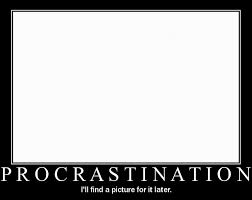 PROCRASTINATION
I'll find a picture for it later.